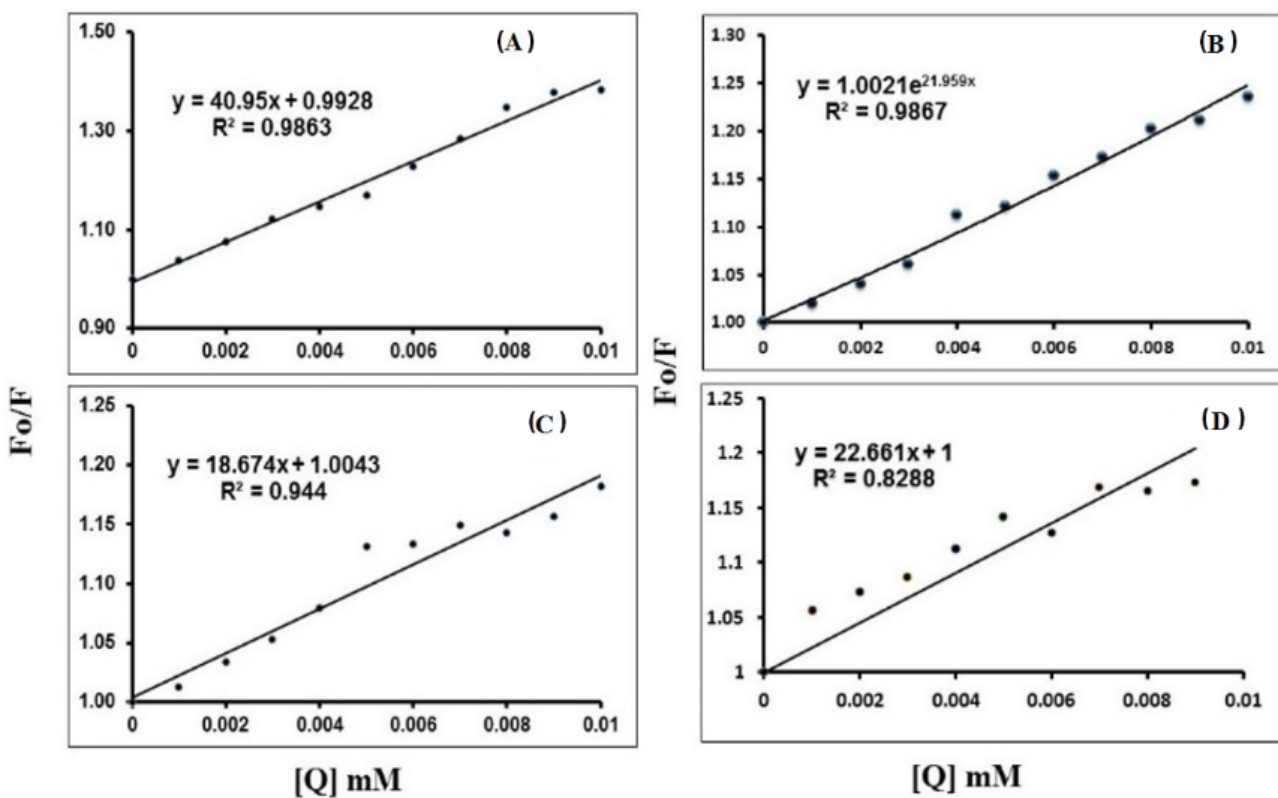 (A)
y = 40.95x + 0.9928
R² = 0.9863
1.50
1.30
1.10
0.90
0 0.002 0.004 0.006 0.008 0.01
(B)
y = 1.0021e^21.959x
R² = 0.9867
1.30
1.25
1.20
1.15
1.10
1.05
1.00
0 0.002 0.004 0.006 0.008 0.01
(C)
y = 18.674x + 1.0043
R² = 0.944
1.25
1.20
1.15
1.10
1.05
1.00
0 0.002 0.004 0.006 0.008 0.01
(D)
y = 22.661x + 1
R² = 0.8288
1.25
1.2
1.15
1.1
1.05
1
0 0.002 0.004 0.006 0.008 0.01
Fo/F
Fo/F
[Q] mM
[Q] mM